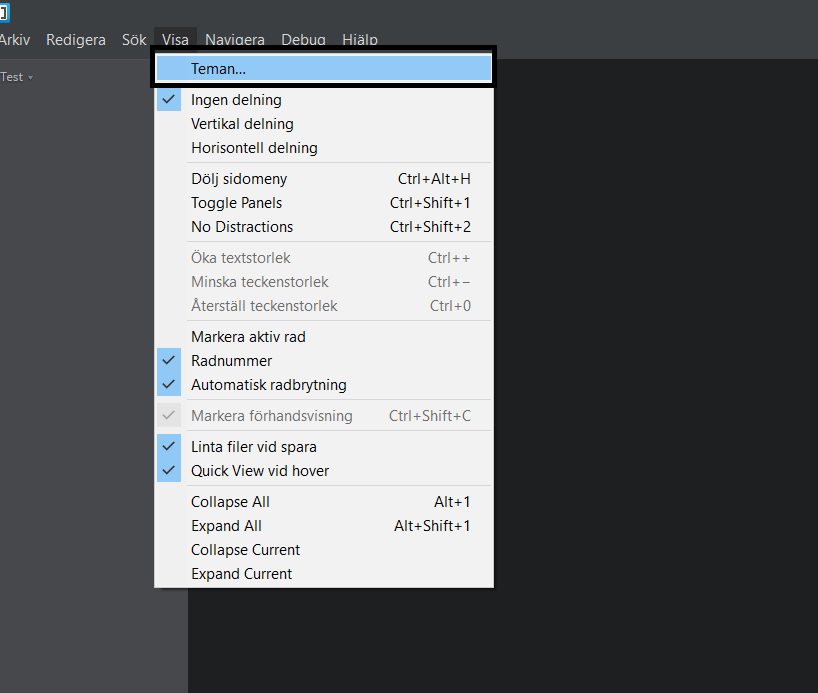 Arkiv Redigera Sök Visa Navigera Debug Hjälp
Test
Teman...
Ingen delning
Vertikal delning
Horisontell delning
Dölj sidomeny Ctrl+Alt+H
Toggle Panels Ctrl+Shift+1
No Distractions Ctrl+Shift+2
Öka textstorlek Ctrl++
Minska teckenstorlek Ctrl+−
Återställ teckenstorlek Ctrl+0
Markera aktiv rad
Radnummer
Automatisk radbrytning
Markera förhandsvisning Ctrl+Shift+C
Linta filer vid spara
Quick View vid hover
Collapse All Alt+1
Expand All Alt+Shift+1
Collapse Current
Expand Current